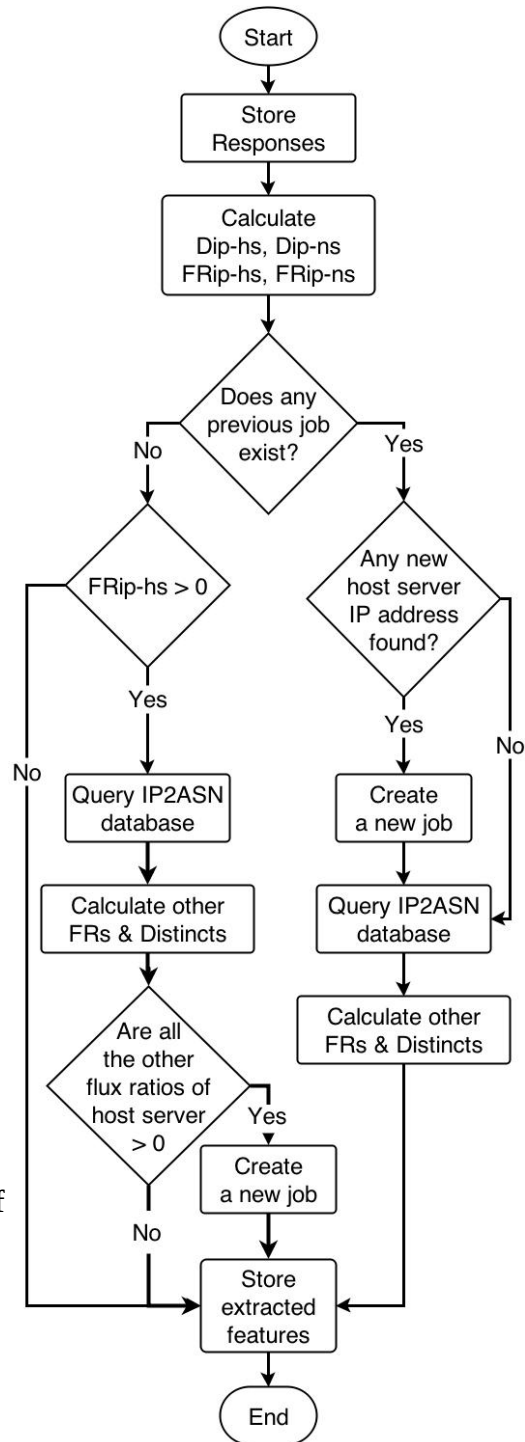 Start
Store
Responses
Calculate
Dip-hs, Dip-ns
FRip-hs, FRip-ns
Does any
previous job
exist?
No
Yes
FRip-hs > 0
Any new
host server
IP address
found?
Yes
Yes
No
No
Query IP2ASN
database
Create
a new job
Calculate other
FRs & Distincts
Query IP2ASN
database
Are all
the other
flux ratios of
host server
> 0
Calculate other
FRs & Distincts
Yes
Create
a new job
f
No
Store
extracted
features
End